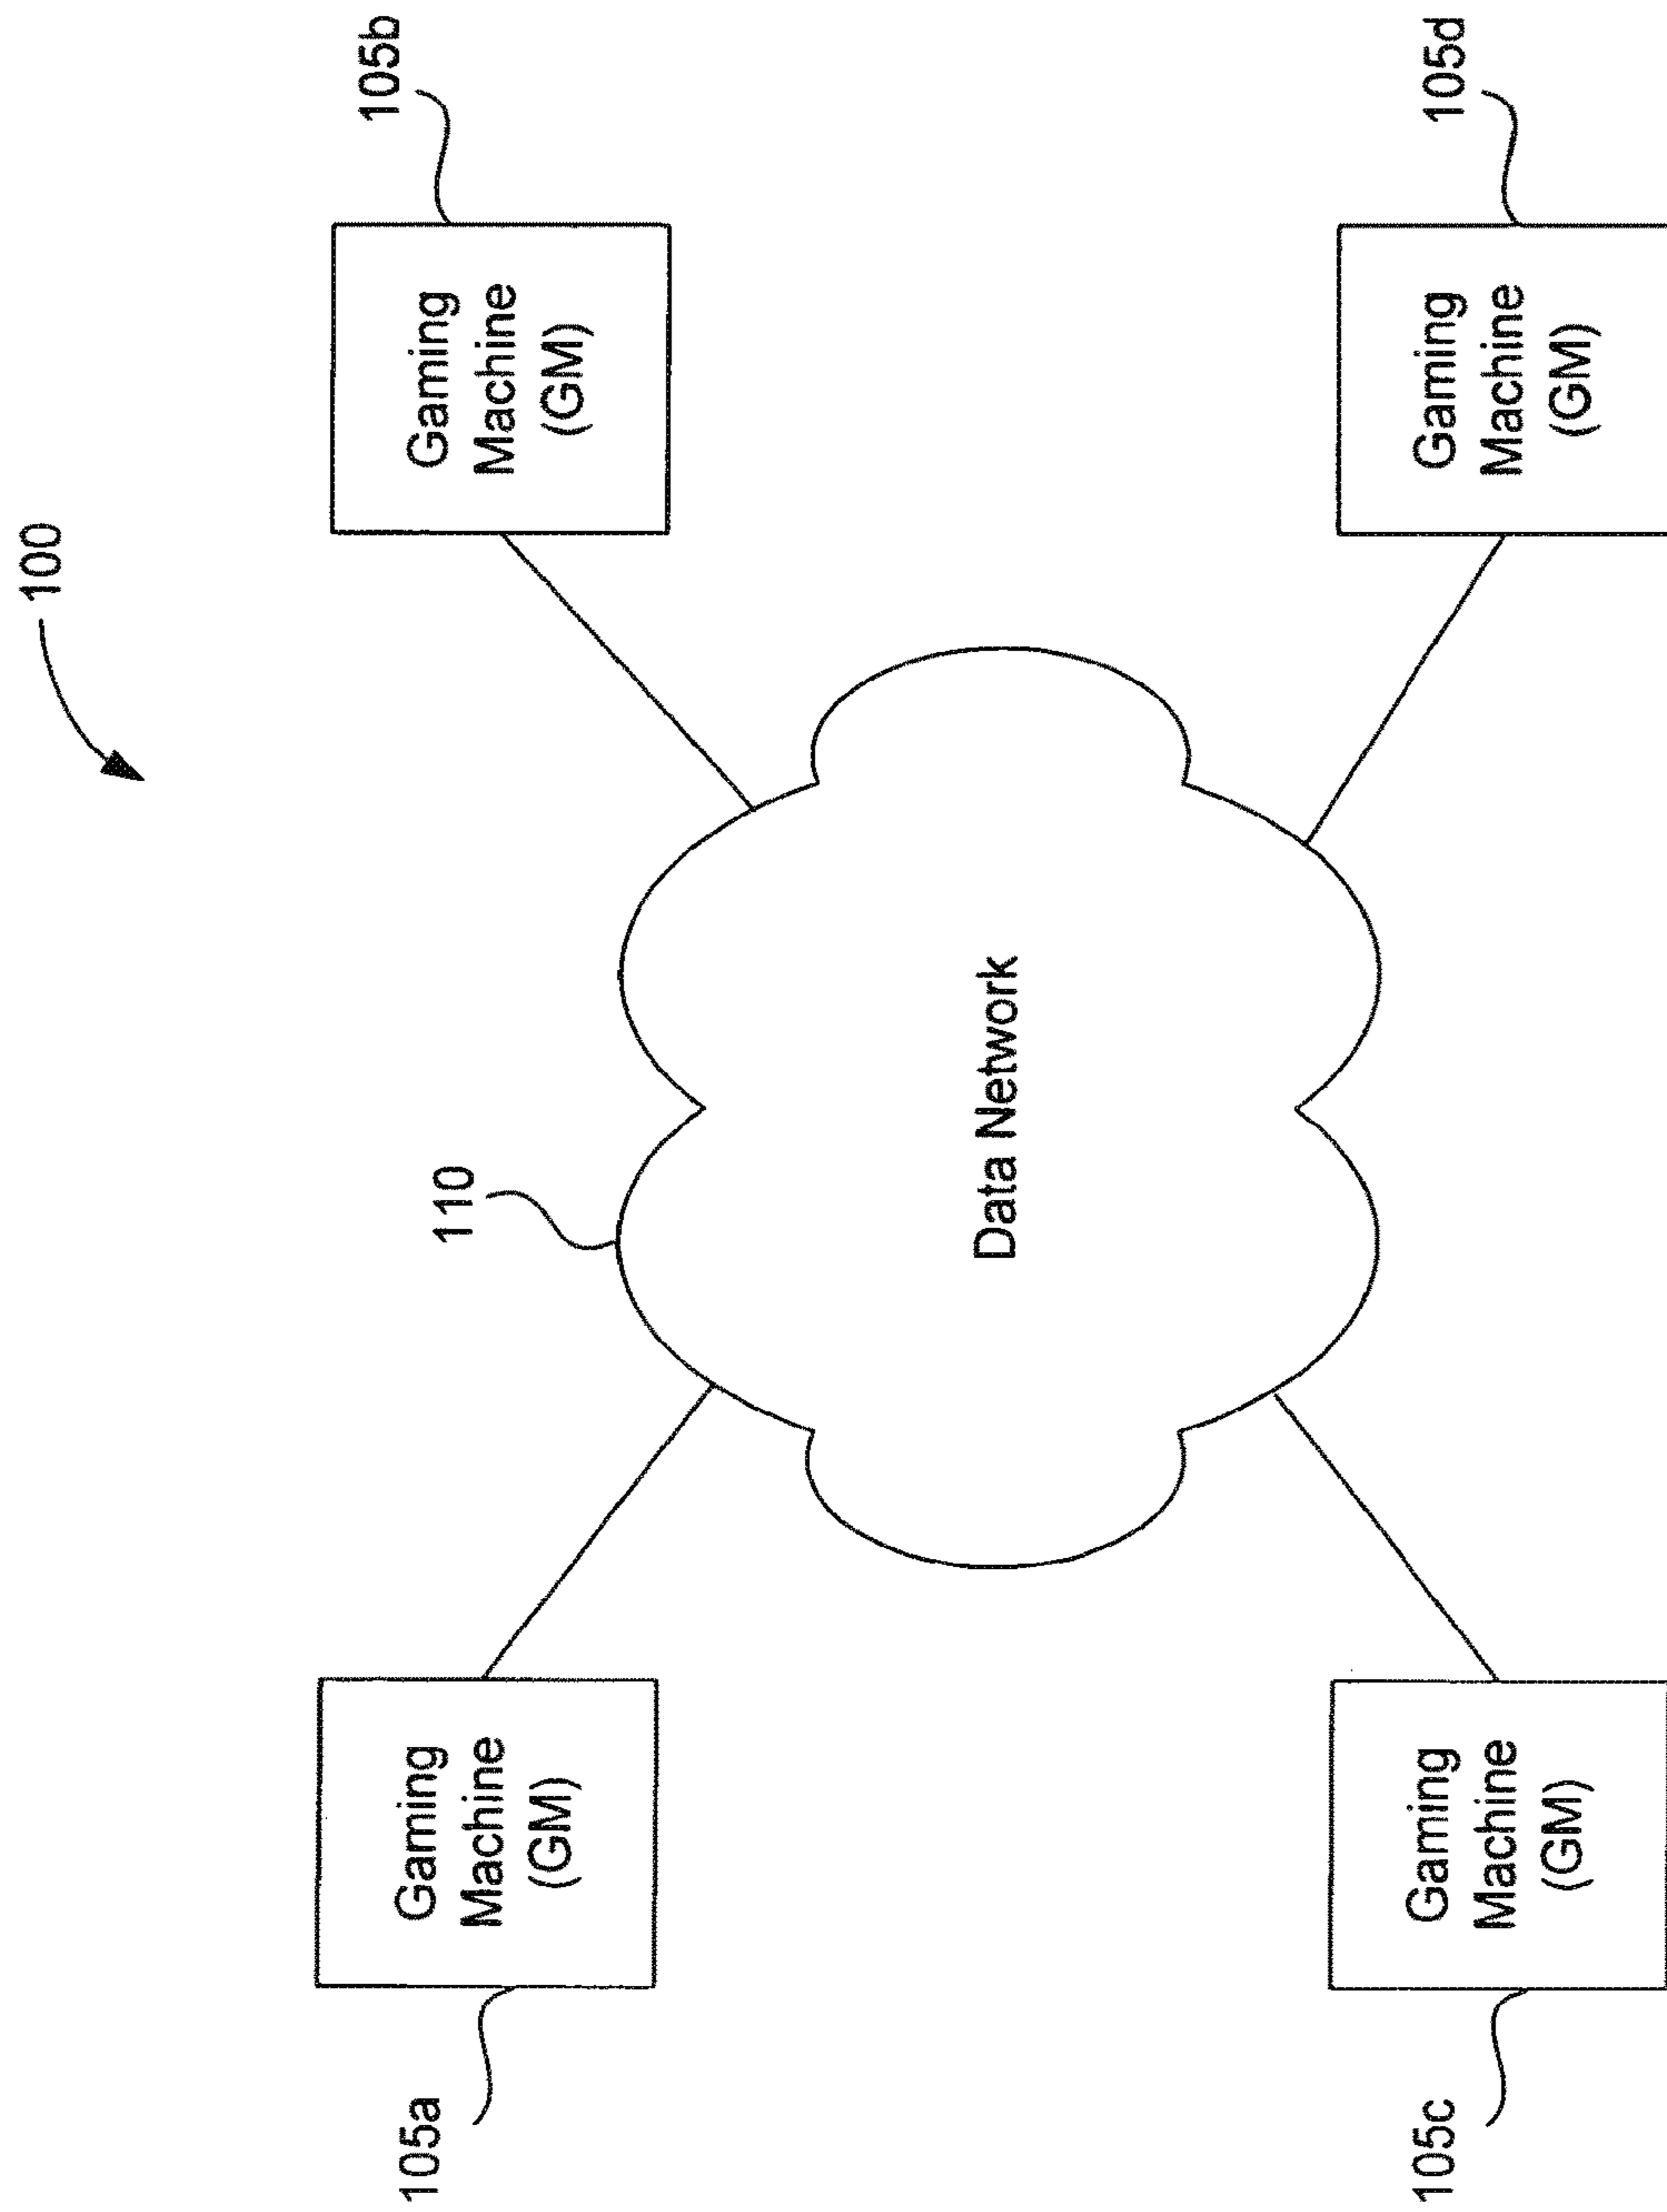 100
105a
Gaming
Machine
(GM)
105b
Gaming
Machine
(GM)
110
Data Network
105c
Gaming
Machine
(GM)
105d
Gaming
Machine
(GM)